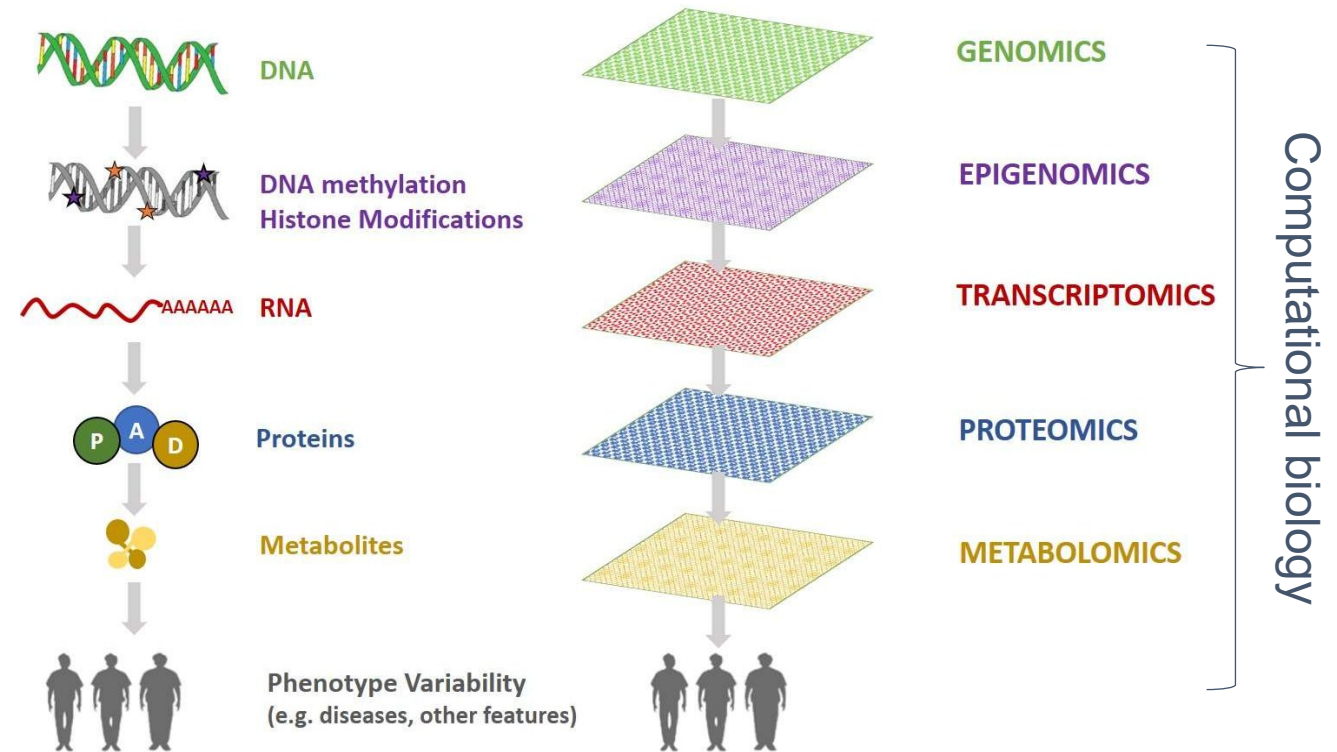 DNA
GENOMICS
DNA methylation
Histone Modifications
EPIGENOMICS
AAAAAA
RNA
TRANSCRIPTOMICS
P
A
D
Proteins
PROTEOMICS
Metabolites
METABOLOMICS
Phenotype Variability
(e.g. diseases, other features)
Computational biology